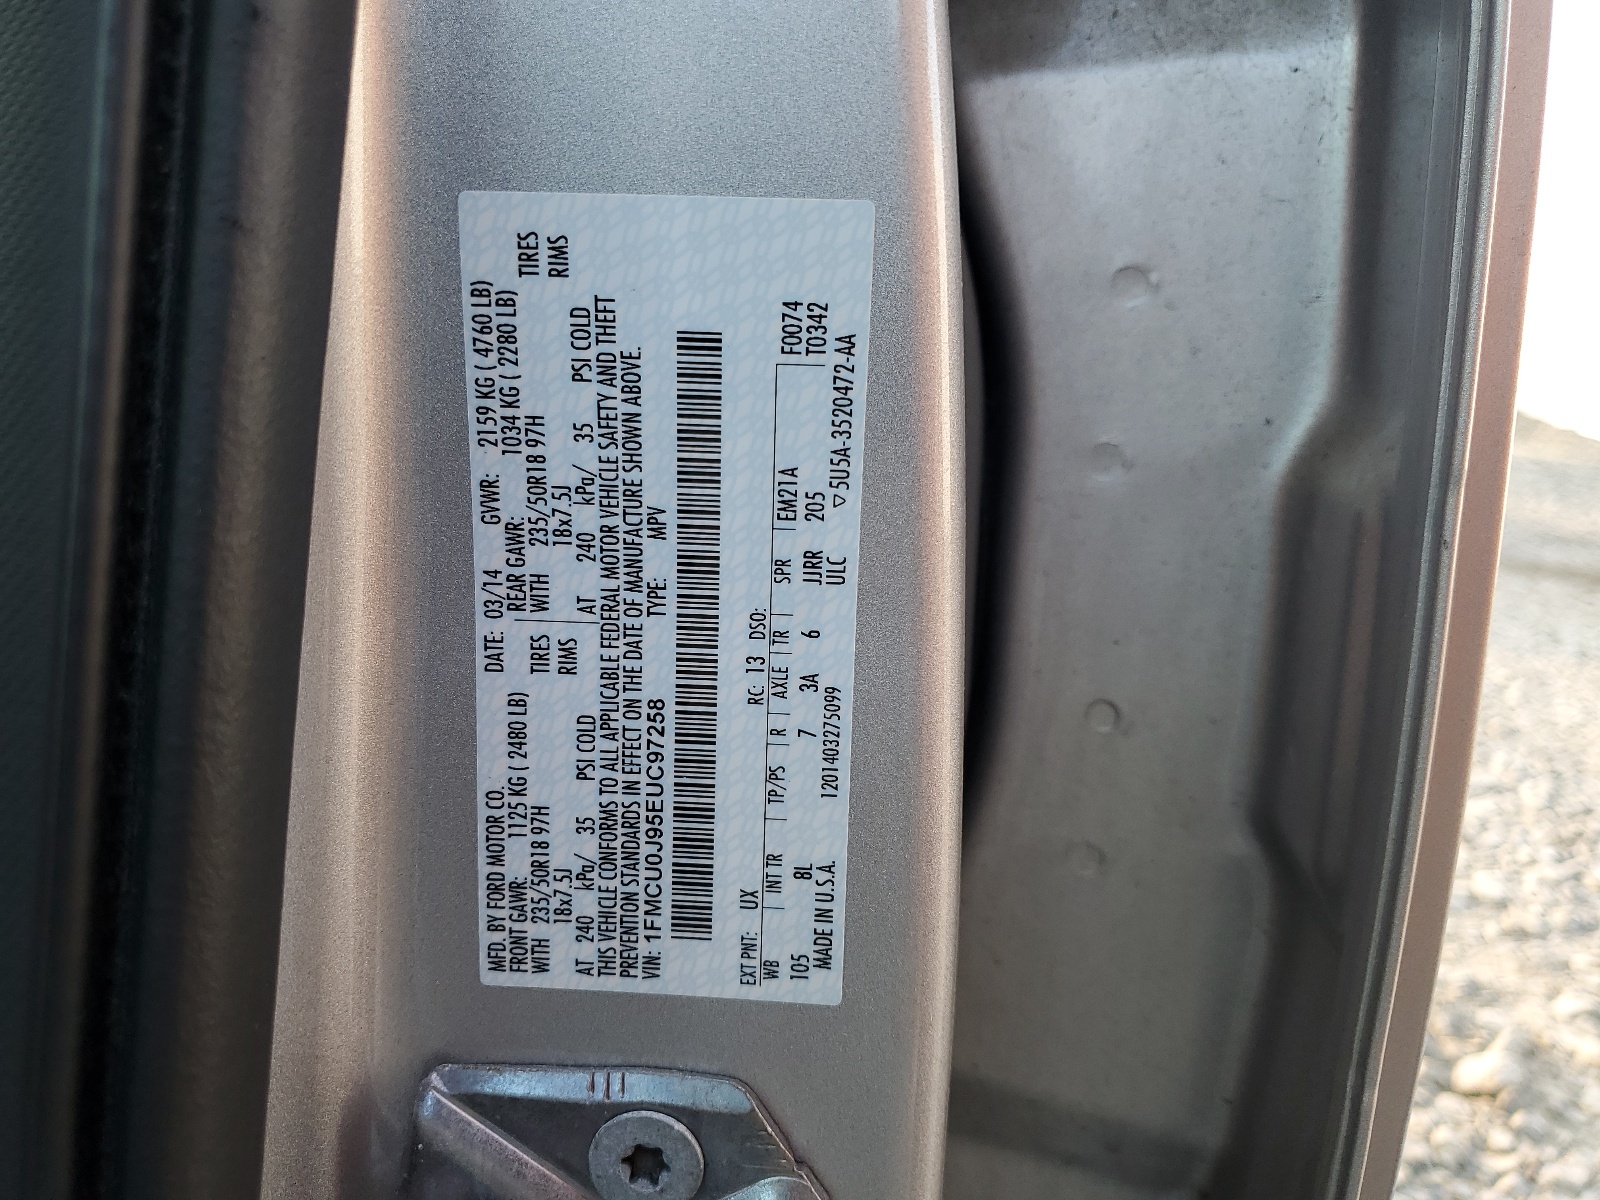 MFD. BY FORD MOTOR CO. DATE: 03/14 GVWR: 2159 KG ( 4760 LB)
FRONT GAWR: 1125 KG ( 2480 LB) REAR GAWR: 1034 KG ( 2280 LB)
WITH 235/50R18 97H TIRES WITH 235/50R18 97H TIRES
18x7.5J RIMS 18x7.5J RIMS
AT 240 kPa/ 35 PSI COLD AT 240 kPa/ 35 PSI COLD
THIS VEHICLE CONFORMS TO ALL APPLICABLE FEDERAL MOTOR VEHICLE SAFETY AND THEFT
PREVENTION STANDARDS IN EFFECT ON THE DATE OF MANUFACTURE SHOWN ABOVE.
VIN: 1FMCU0J95EUC97258 TYPE: MPV
EXT PNT: UX RC: 13 DSO:
WB INT TR TP/PS R AXLE TR SPR EM21A F0074
105 8L 7 3A 6 JJRR 205 T0342
MADE IN U.S.A. 1201403275099 ULC ▽5U5A-3520472-AA